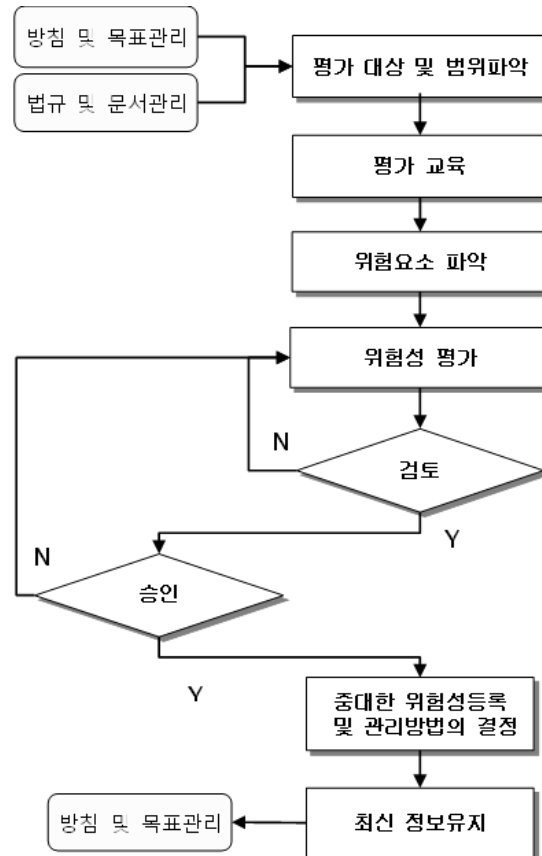 방침 및 목표관리
법규 및 문서관리
평가 대상 및 범위파악
평가 교육
위험요소 파악
위험성 평가
N
검토
Y
N
승인
Y
중대한 위험성등록
및 관리방법의 결정
방침 및 목표관리
최신 정보유지